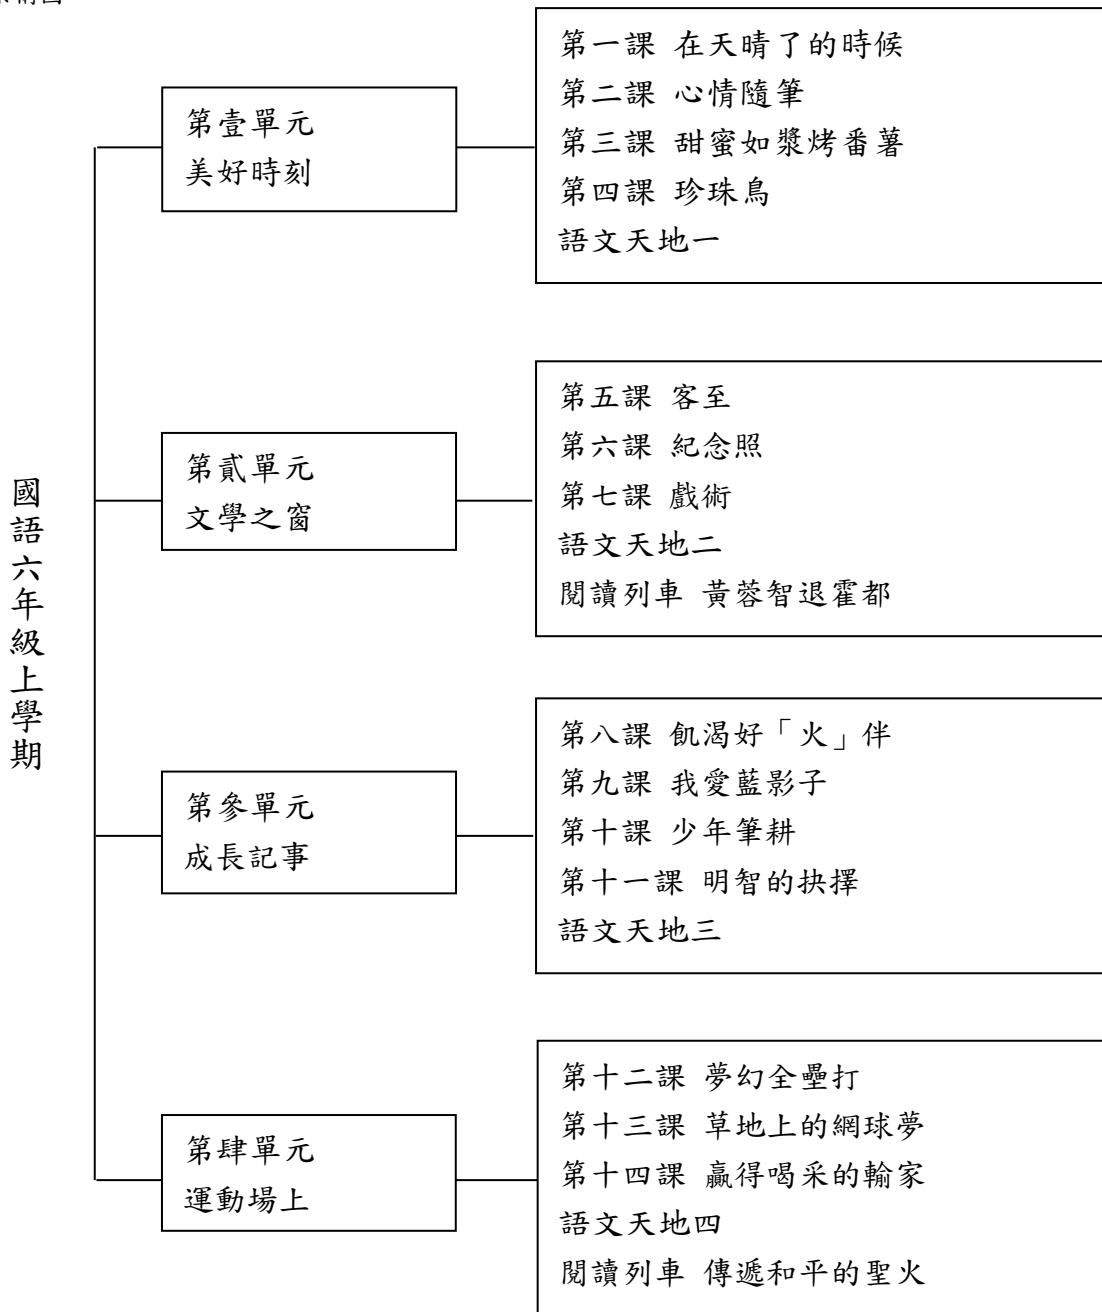 國語六年級上學期
第壹單元
美好時刻
第一課 在天晴了的時候
第二課 心情隨筆
第三課 甜蜜如漿烤番薯
第四課 珍珠鳥
語文天地一
第貳單元
文學之窗
第五課 客至
第六課 紀念照
第七課 戲術
語文天地二
閱讀列車 黃蓉智退霍都
第參單元
成長記事
第八課 飢渴好「火」伴
第九課 我愛藍影子
第十課 少年筆耕
第十一課 明智的抉擇
語文天地三
第肆單元
運動場上
第十二課 夢幻全壘打
第十三課 草地上的網球夢
第十四課 贏得喝采的輸家
語文天地四
閱讀列車 傳遞和平的聖火